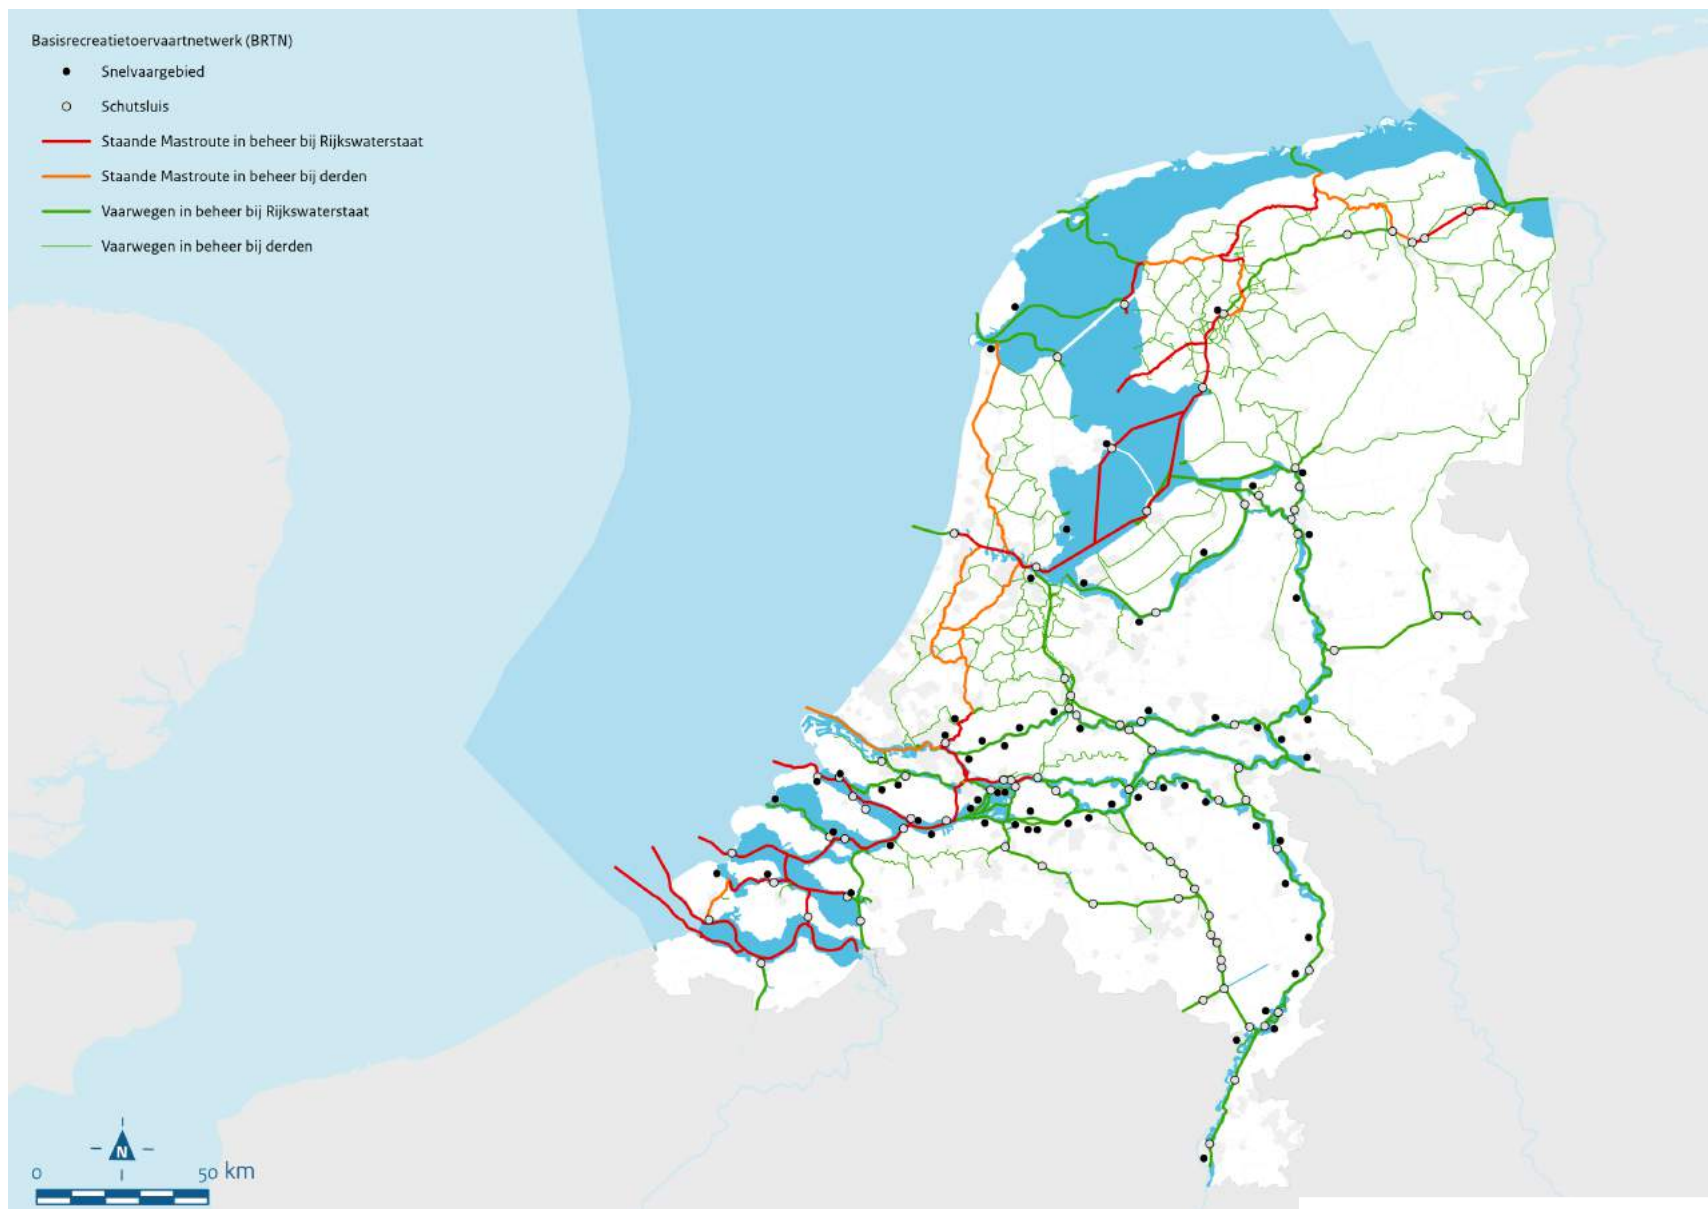 Basisrecreatietoervaartnetwerk (BRTN)
Snelvaargebied
Schutsluis
Staande Mastroute in beheer bij Rijkswaterstaat
Staande Mastroute in beheer bij derden
Vaarwegen in beheer bij Rijkswaterstaat
Vaarwegen in beheer bij derden
N
0 50 km